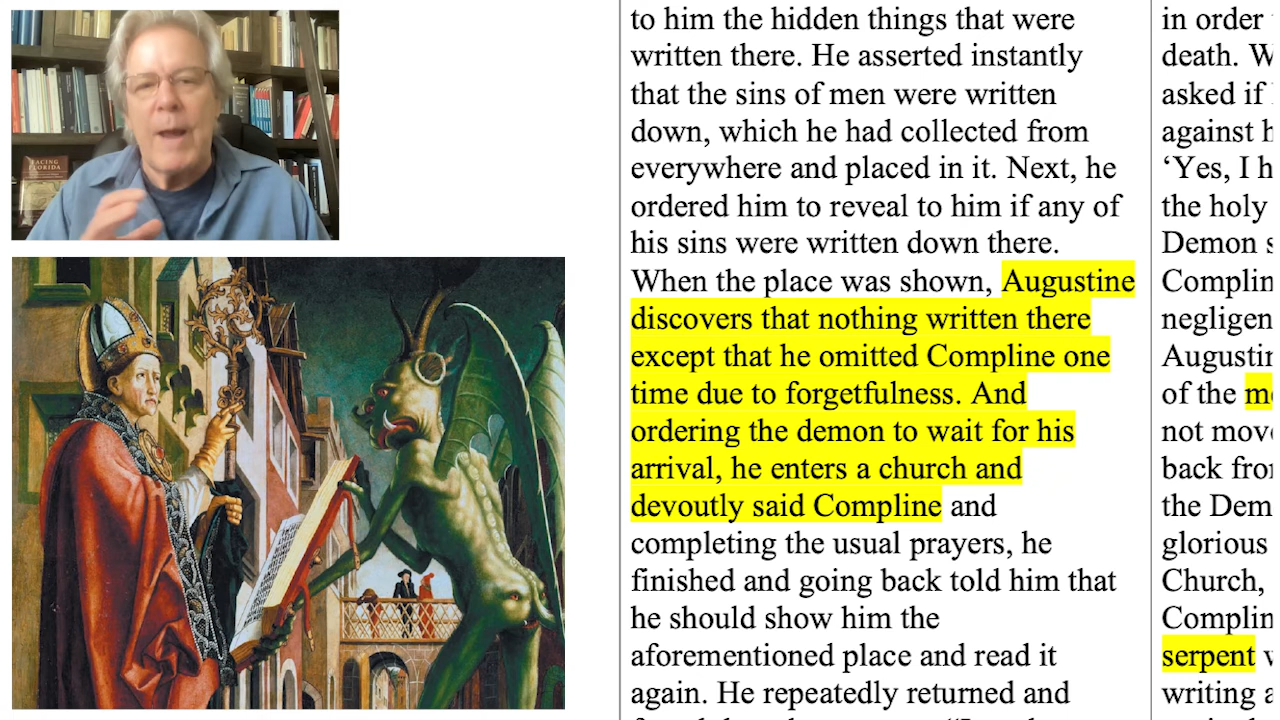 FACING
FLORIDA
to him the hidden things that were
written there. He asserted instantly
that the sins of men were written
down, which he had collected from
everywhere and placed in it. Next, he
ordered him to reveal to him if any of
his sins were written down there.
When the place was shown, Augustine
discovers that nothing written there
except that he omitted Compline one
time due to forgetfulness. And
ordering the demon to wait for his
arrival, he enters a church and
devoutly said Compline and
completing the usual prayers, he
finished and going back told him that
he should show him the
aforementioned place and read it
again. He repeatedly returned and
in order
death. W
asked if
against h
‘Yes, I h
the holy
Demon s
Complin
negligen
Augustin
of the m
not mov
back fro
the Dem
glorious
Church,
Complin
serpent w
writing a